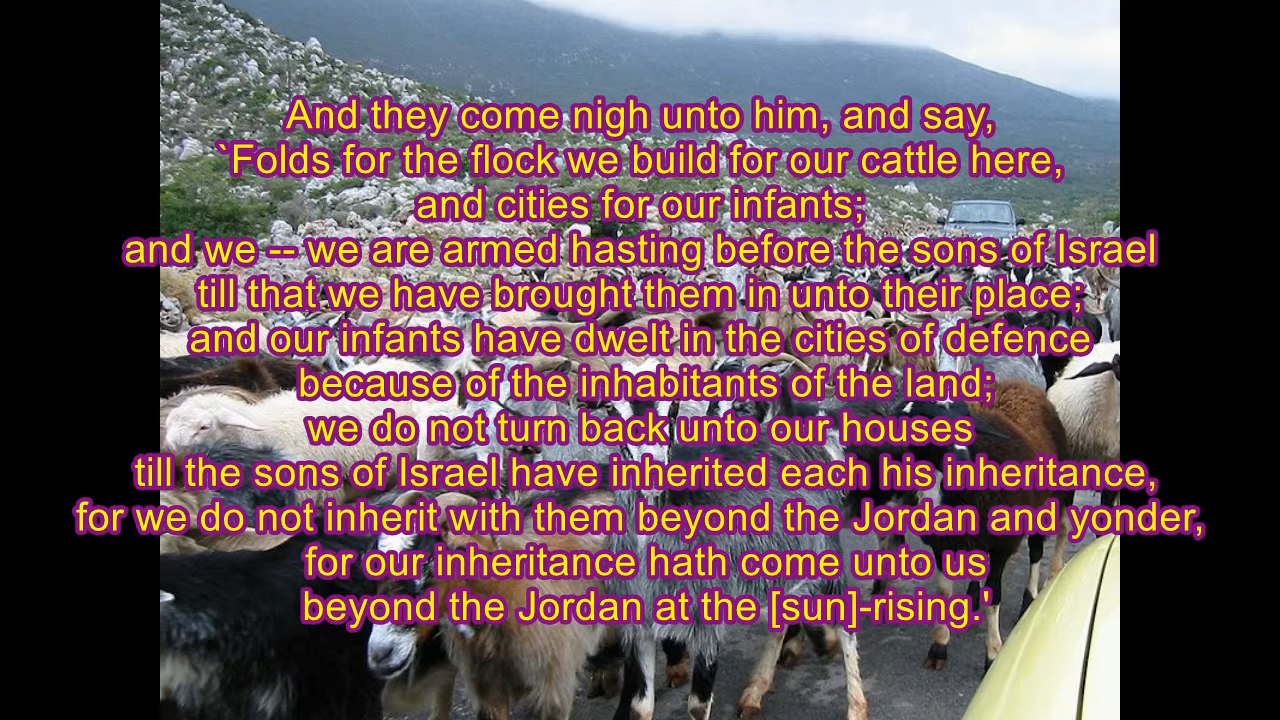 And they come nigh unto him, and say,
`Folds for the flock we build for our cattle here,
and cities for our infants;
and we -- we are armed hasting before the sons of Israel
till that we have brought them in unto their place;
and our infants have dwelt in the cities of defence
because of the inhabitants of the land;
we do not turn back unto our houses
till the sons of Israel have inherited each his inheritance,
for we do not inherit with them beyond the Jordan and yonder,
for our inheritance hath come unto us
beyond the Jordan at the [sun]-rising.'